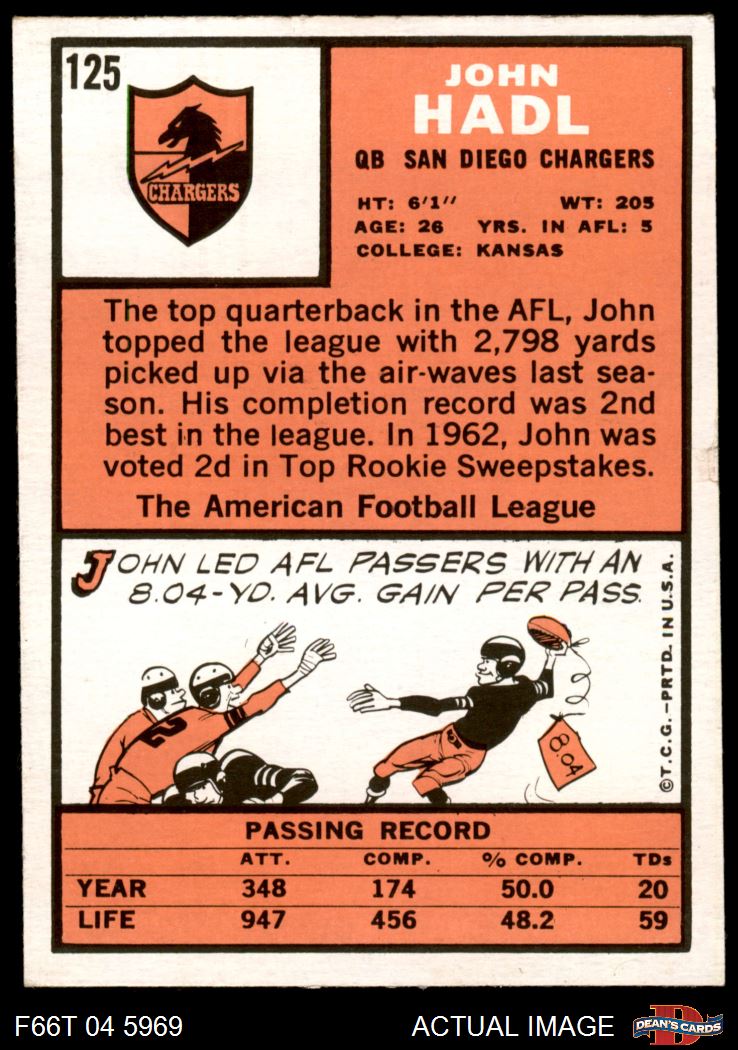 125
CHARGERS
JOHN
HADL
QB SAN DIEGO CHARGERS
HT: 6'1" WT: 205
AGE: 26 YRS. IN AFL: 5
COLLEGE: KANSAS
The top quarterback in the AFL, John
topped the league with 2,798 yards
picked up via the air-waves last sea-
son. His completion record was 2nd
best in the league. In 1962, John was
voted 2d in Top Rookie Sweepstakes.
The American Football League
JOHN LED AFL PASSERS WITH AN
8.04-YD. AVG. GAIN PER PASS.
2
8.04
©T.C.G.—PRTD. IN U.S.A.
PASSING RECORD
ATT. COMP. % COMP. TDs
YEAR 348 174 50.0 20
LIFE 947 456 48.2 59
F66T 04 5969 ACTUAL IMAGE
D
DEAN'S CARDS